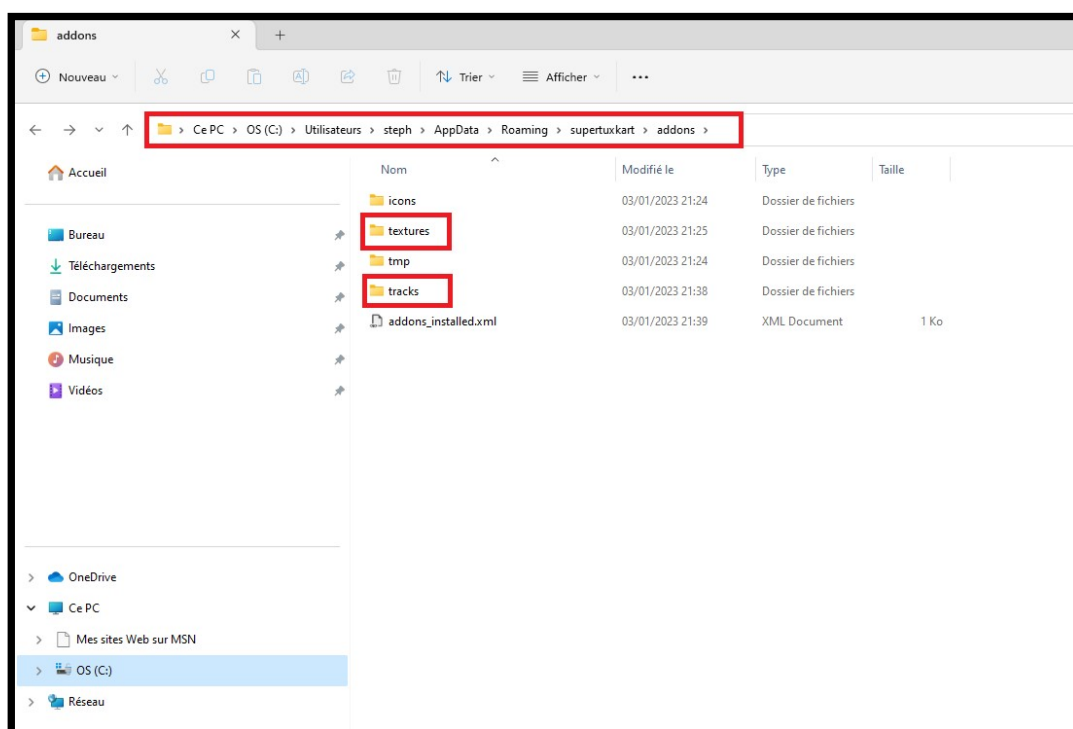 addons
Nouveau
Trier
Afficher
Ce PC > OS (C:) > Utilisateurs > steph > AppData > Roaming > supertuxkart > addons >
Accueil
Bureau
Téléchargements
Documents
Images
Musique
Vidéos
OneDrive
Ce PC
Mes sites Web sur MSN
OS (C:)
Réseau
Nom Modifié le Type Taille
icons 03/01/2023 21:24 Dossier de fichiers
textures 03/01/2023 21:25 Dossier de fichiers
tmp 03/01/2023 21:24 Dossier de fichiers
tracks 03/01/2023 21:38 Dossier de fichiers
addons_installed.xml 03/01/2023 21:39 XML Document 1 Ko